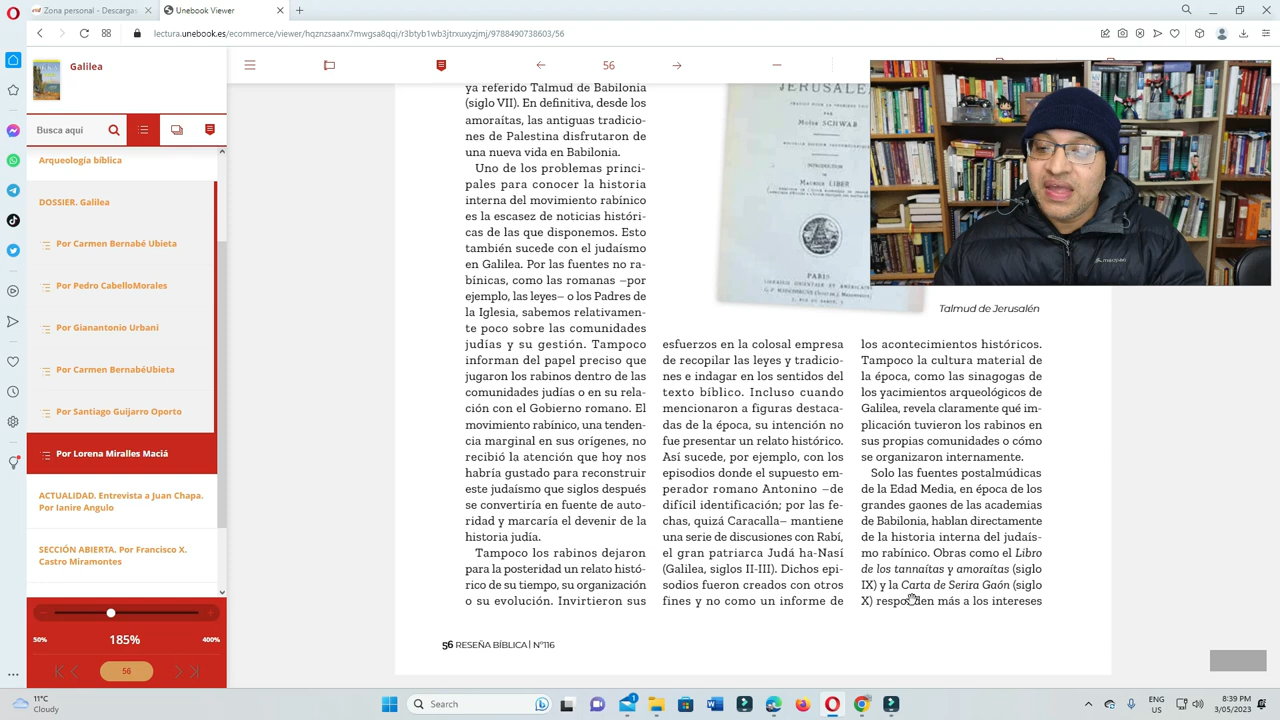 Zona personal - Descargas
Unebook Viewer
lectura.unebook.es/ecommerce/viewer/hqznzsaanx7mwgsa8qqj/r3btyb1wb3jtrxuxyzjmj/9788490738603/56
Galilea
56
Busca aqui
Arqueología bíblica
DOSSIER. Galilea
Por Carmen Bernabé Ubieta
Por Pedro CabelloMorales
Por Gianantonio Urbani
Por Carmen BernabéUbieta
Por Santiago Guijarro Oporto
Por Lorena Miralles Maciá
ACTUALIDAD. Entrevista a Juan Chapa.
Por Ianire Angulo
SECCIÓN ABIERTA. Por Francisco X.
Castro Miramontes
50%
185%
400%
56
ya referido Talmud de Babilonia
(siglo VII). En definitiva, desde los
amoraítas, las antiguas tradicio-
nes de Palestina disfrutaron de
una nueva vida en Babilonia.
Uno de los problemas princi-
pales para conocer la historia
interna del movimiento rabínico
es la escasez de noticias históri-
cas de las que disponemos. Esto
también sucede con el judaísmo
en Galilea. Por las fuentes no ra-
bínicas, como las romanas –por
ejemplo, las leyes– o los Padres de
la Iglesia, sabemos relativamen-
te poco sobre las comunidades
judías y su gestión. Tampoco
informan del papel preciso que
jugaron los rabinos dentro de las
comunidades judías o en su rela-
ción con el Gobierno romano. El
movimiento rabínico, una tenden-
cia marginal en sus orígenes, no
recibió la atención que hoy nos
habría gustado para reconstruir
este judaísmo que siglos después
se convertiría en fuente de auto-
ridad y marcaría el devenir de la
historia judía.
Tampoco los rabinos dejaron
para la posteridad un relato histó-
rico de su tiempo, su organización
o su evolución. Invirtieron sus
JERUSALE
MOÏSE SCHWAB
INTRODUCTION
MAURICE LIBER
PARIS
Talmud de Jerusalén
esfuerzos en la colosal empresa
de recopilar las leyes y tradicio-
nes e indagar en los sentidos del
texto bíblico. Incluso cuando
mencionaron a figuras destaca-
das de la época, su intención no
fue presentar un relato histórico.
Así sucede, por ejemplo, con los
episodios donde el supuesto em-
perador romano Antonino –de
difícil identificación; por las fe-
chas, quizá Caracalla– mantiene
una serie de discusiones con Rabí,
el gran patriarca Judá ha-Nasí
(Galilea, siglos II-III). Dichos epi-
sodios fueron creados con otros
fines y no como un informe de
los acontecimientos históricos.
Tampoco la cultura material de
la época, como las sinagogas de
los yacimientos arqueológicos de
Galilea, revela claramente qué im-
plicación tuvieron los rabinos en
sus propias comunidades o cómo
se organizaron internamente.
Solo las fuentes postalmúdicas
de la Edad Media, en época de los
grandes gaones de las academias
de Babilonia, hablan directamente
de la historia interna del judaís-
mo rabínico. Obras como el Libro
de los tannaítas y amoraítas (siglo
IX) y la Carta de Serira Gaón (siglo
X) responden más a los intereses
56 RESEÑA BÍBLICA | Nº116
11°C
Cloudy
Search
ENG
US
8:39 PM
3/05/2023